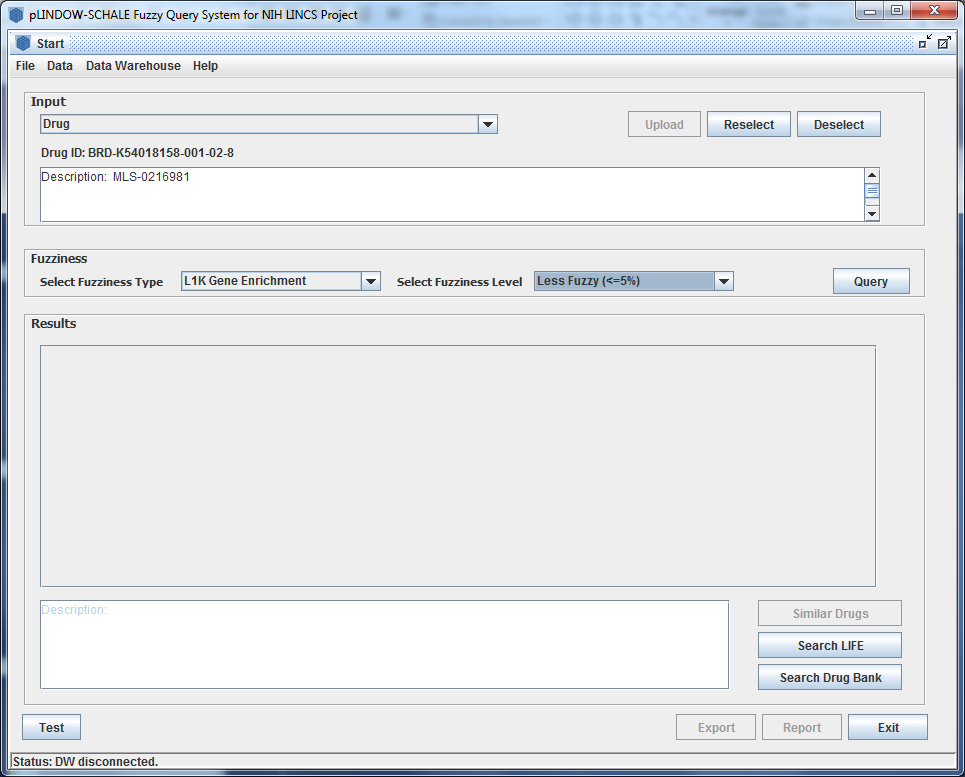 pLINDOW-SCHALE Fuzzy Query System for NIH LINCS Project
Start
File Data Data Warehouse Help
Input
Drug
Upload Reselect Deselect
Drug ID: BRD-K54018158-001-02-8
Description: MLS-0216981
Fuzziness
Select Fuzziness Type L1K Gene Enrichment Select Fuzziness Level Less Fuzzy (<=5%) Query
Results
Description:
Similar Drugs
Search LIFE
Search Drug Bank
Test Export Report Exit
Status: DW disconnected.